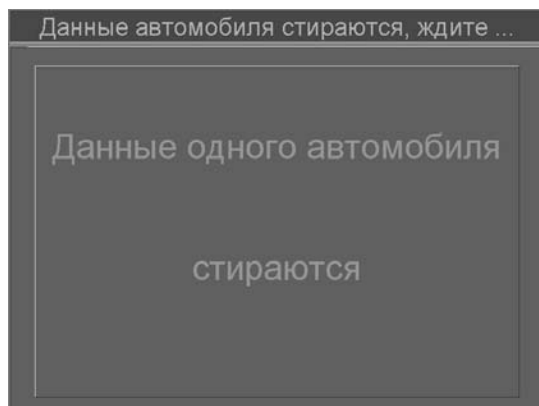 Данные автомобиля стираются, ждите ...
Данные одного автомобиля
стираются